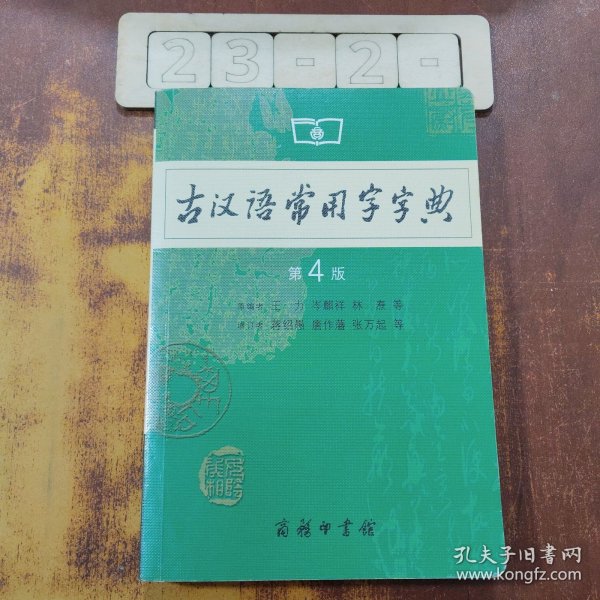 23-2-
古汉语常用字字典
第4版
原编者 王力 岑麒祥 林焘 等
增订者 蒋绍愚 唐作藩 张万起 等
商务印书馆
孔夫子旧书网
www.kongfz.com